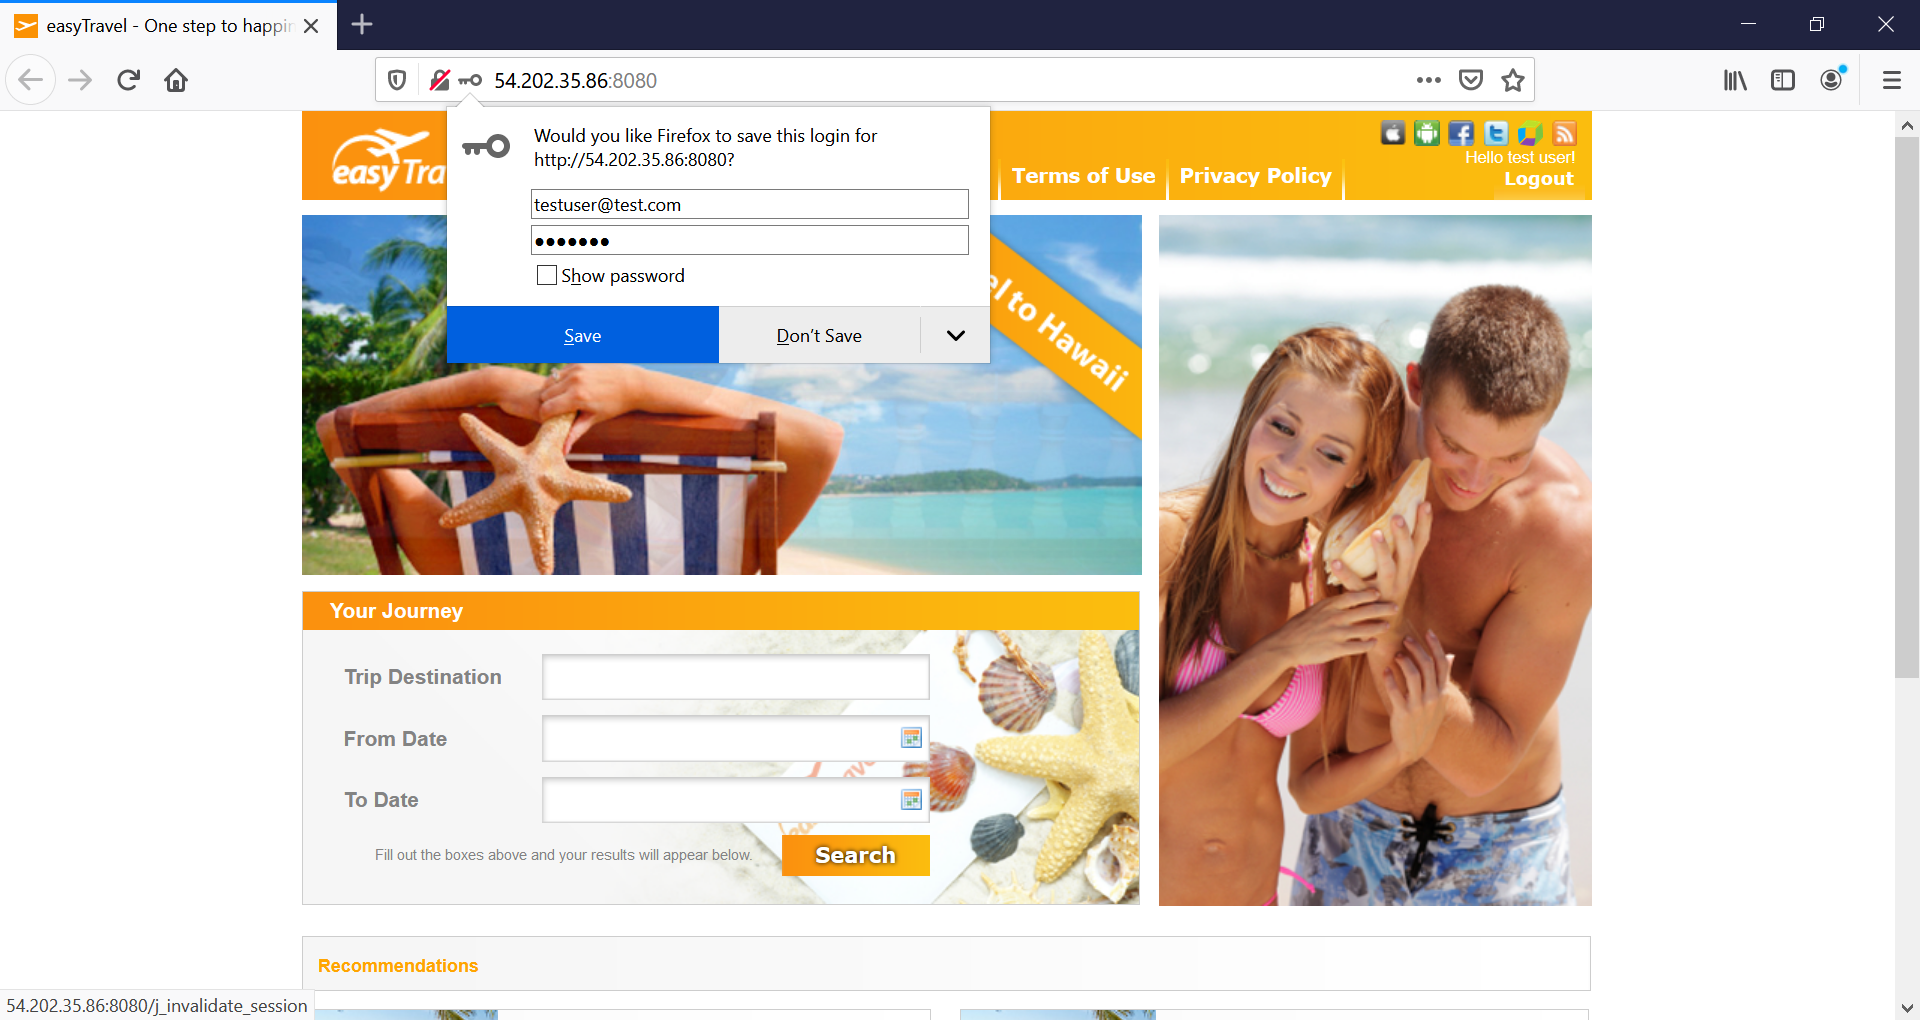 easyTravel - One step to happin
54.202.35.86:8080
Would you like Firefox to save this login for
http://54.202.35.86:8080?
testuser@test.com
Show password
Save
Don't Save
easyTra
Terms of Use
Privacy Policy
Hello test user!
Logout
el to Hawaii
Your Journey
Trip Destination
From Date
To Date
Fill out the boxes above and your results will appear below.
Search
Recommendations
54.202.35.86:8080/j_invalidate_session